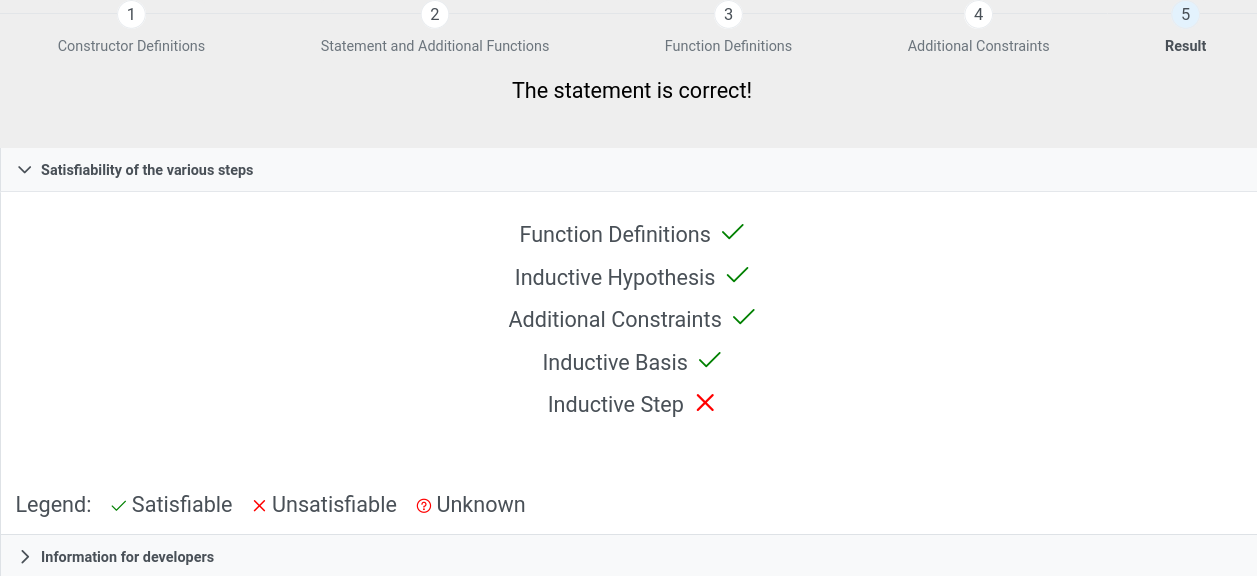 1 2 3 4 5
Constructor Definitions Statement and Additional Functions Function Definitions Additional Constraints Result
The statement is correct!
Satisfiability of the various steps
Function Definitions
Inductive Hypothesis
Additional Constraints
Inductive Basis
Inductive Step
Legend: Satisfiable Unsatisfiable Unknown
Information for developers